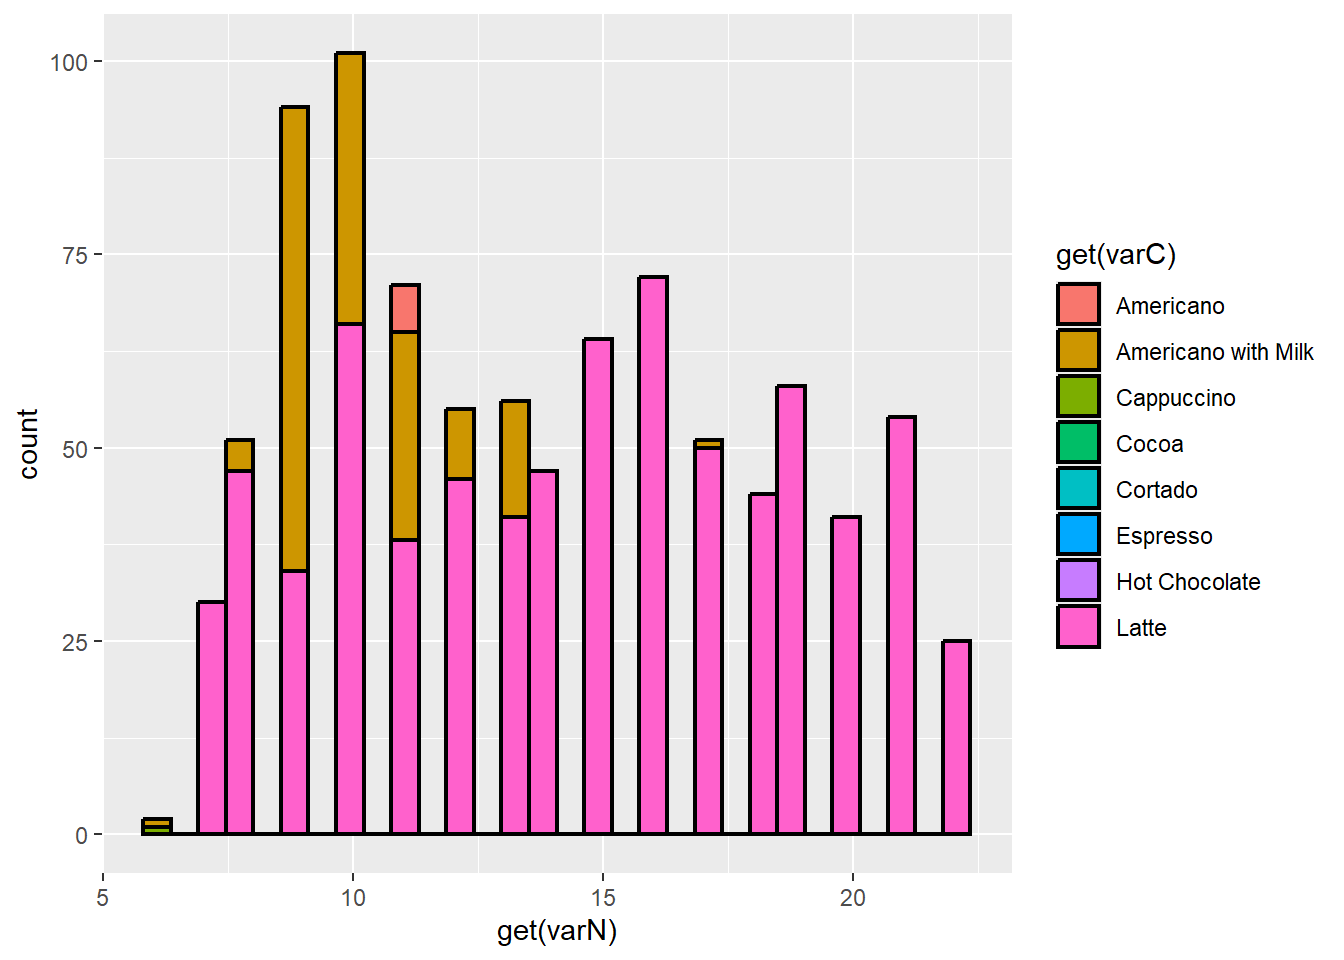 100
75
50
25
0
count
5
10
15
20
get(varN)
get(varC)
Americano
Americano with Milk
Cappuccino
Cocoa
Cortado
Espresso
Hot Chocolate
Latte